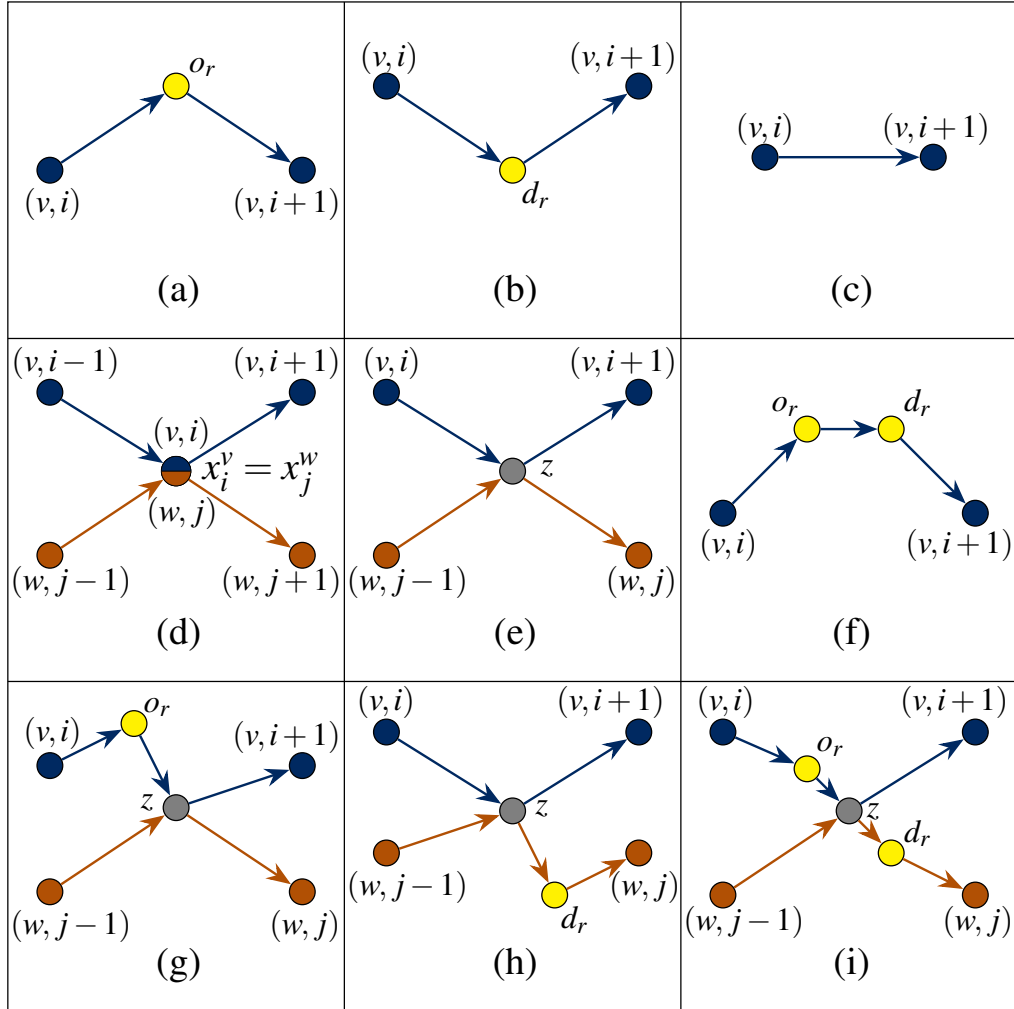 o_r
(v, i)
(v, i + 1)
(a)
(v, i)
(v, i + 1)
d_r
(b)
(v, i)
(v, i + 1)
(c)
(v, i − 1)
(v, i + 1)
(v, i)
x_i^v = x_j^w
(w, j)
(w, j − 1)
(w, j + 1)
(d)
(v, i)
(v, i + 1)
z
(w, j − 1)
(w, j)
(e)
o_r
d_r
(v, i)
(v, i + 1)
(f)
o_r
(v, i)
(v, i + 1)
z
(w, j − 1)
(w, j)
(g)
(v, i)
(v, i + 1)
z
(w, j − 1)
(w, j)
d_r
(h)
(v, i)
(v, i + 1)
o_r
z
d_r
(w, j − 1)
(w, j)
(i)